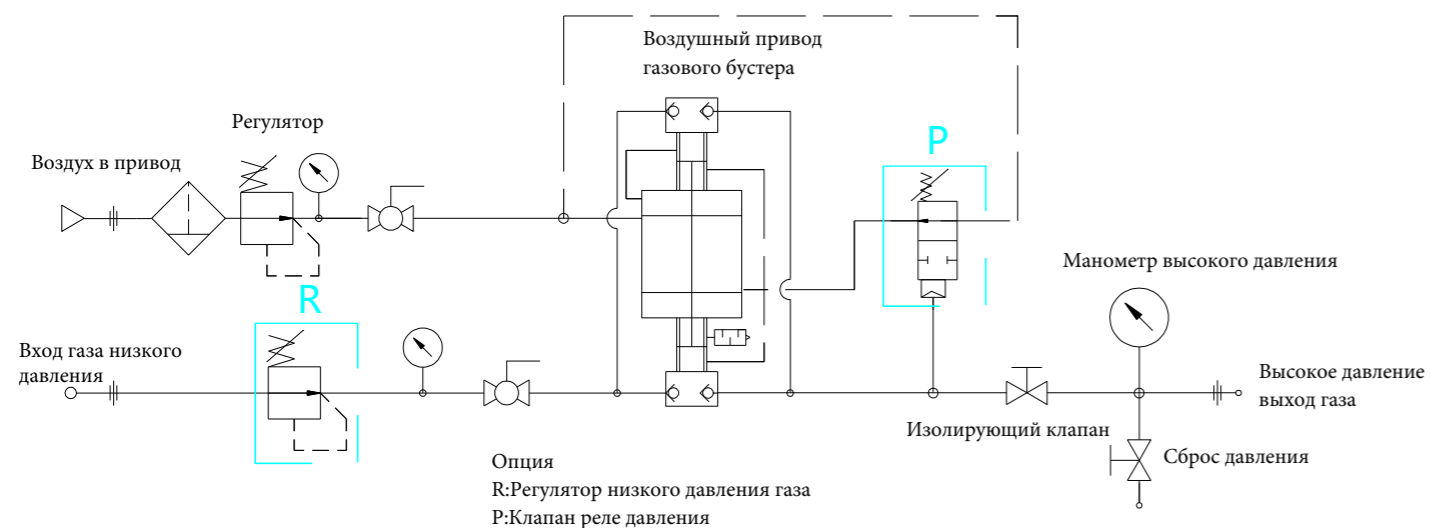 Воздушный привод
газового бустера
Регулятор
P
Воздух в привод
Манометр высокого давления
R
Вход газа низкого
давления
Высокое давление
выход газа
Изолирующий клапан
Сброс давления
Опция
R:Регулятор низкого давления газа
P:Клапан реле давления